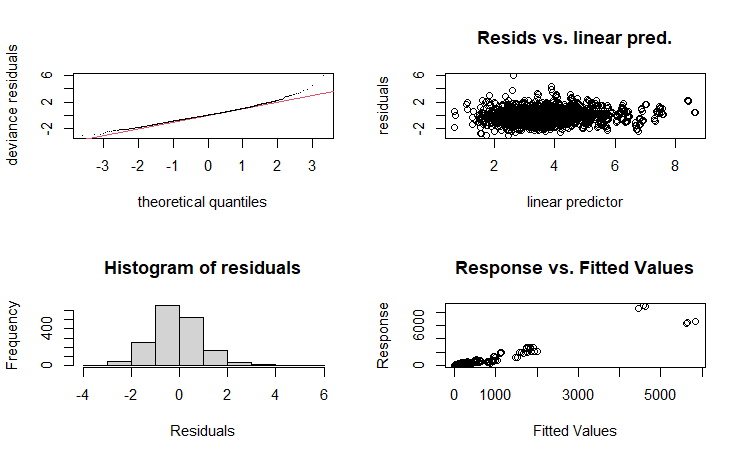 deviance residuals
-2 2 6
-3 -2 -1 0 1 2 3
theoretical quantiles
Resids vs. linear pred.
residuals
-2 2 6
2 4 6 8
linear predictor
Histogram of residuals
Frequency
0 400
-4 -2 0 2 4 6
Residuals
Response vs. Fitted Values
Response
0 6000
0 1000 3000 5000
Fitted Values